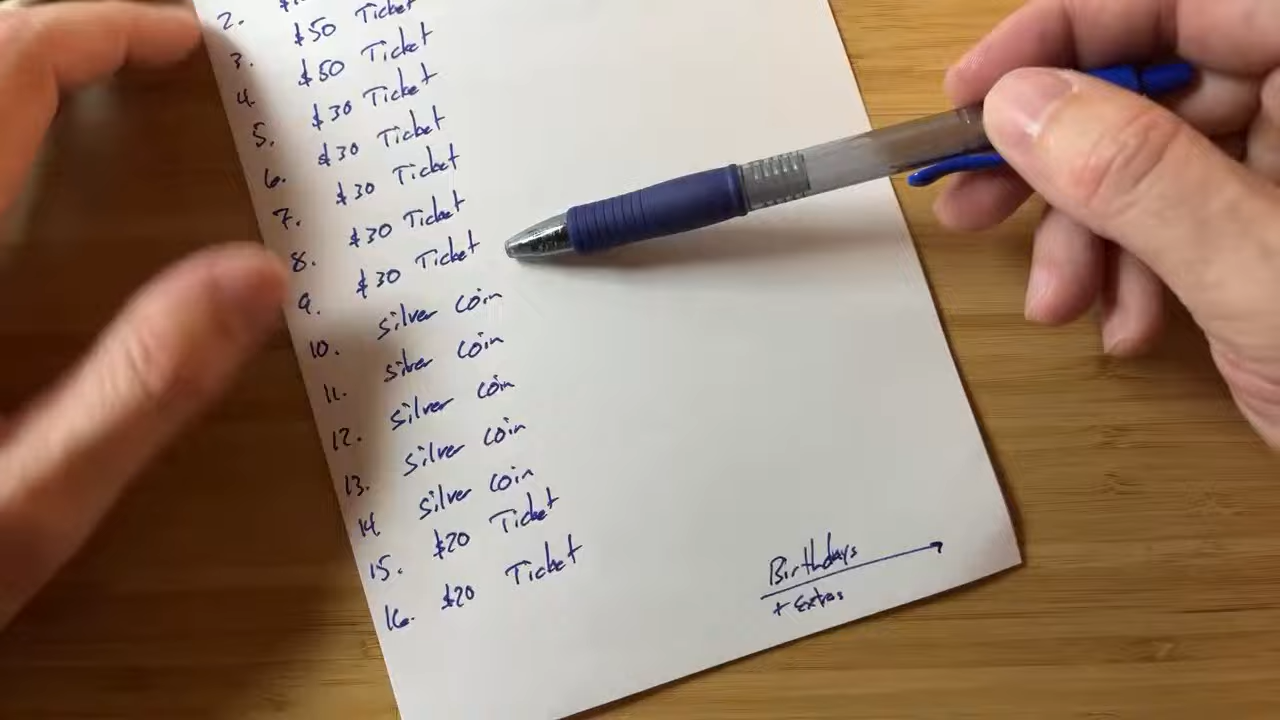 2.
3. $50 Ticket
4. $50 Ticket
5. $30 Ticket
6. $30 Ticket
7. $30 Ticket
8. $30 Ticket
9. $30 Ticket
10. Silver Coin
11. Silver Coin
12. Silver Coin
13. Silver Coin
14. Silver Coin
15. $20 Ticket
16. $20 Ticket
Birthdays
+ Extras